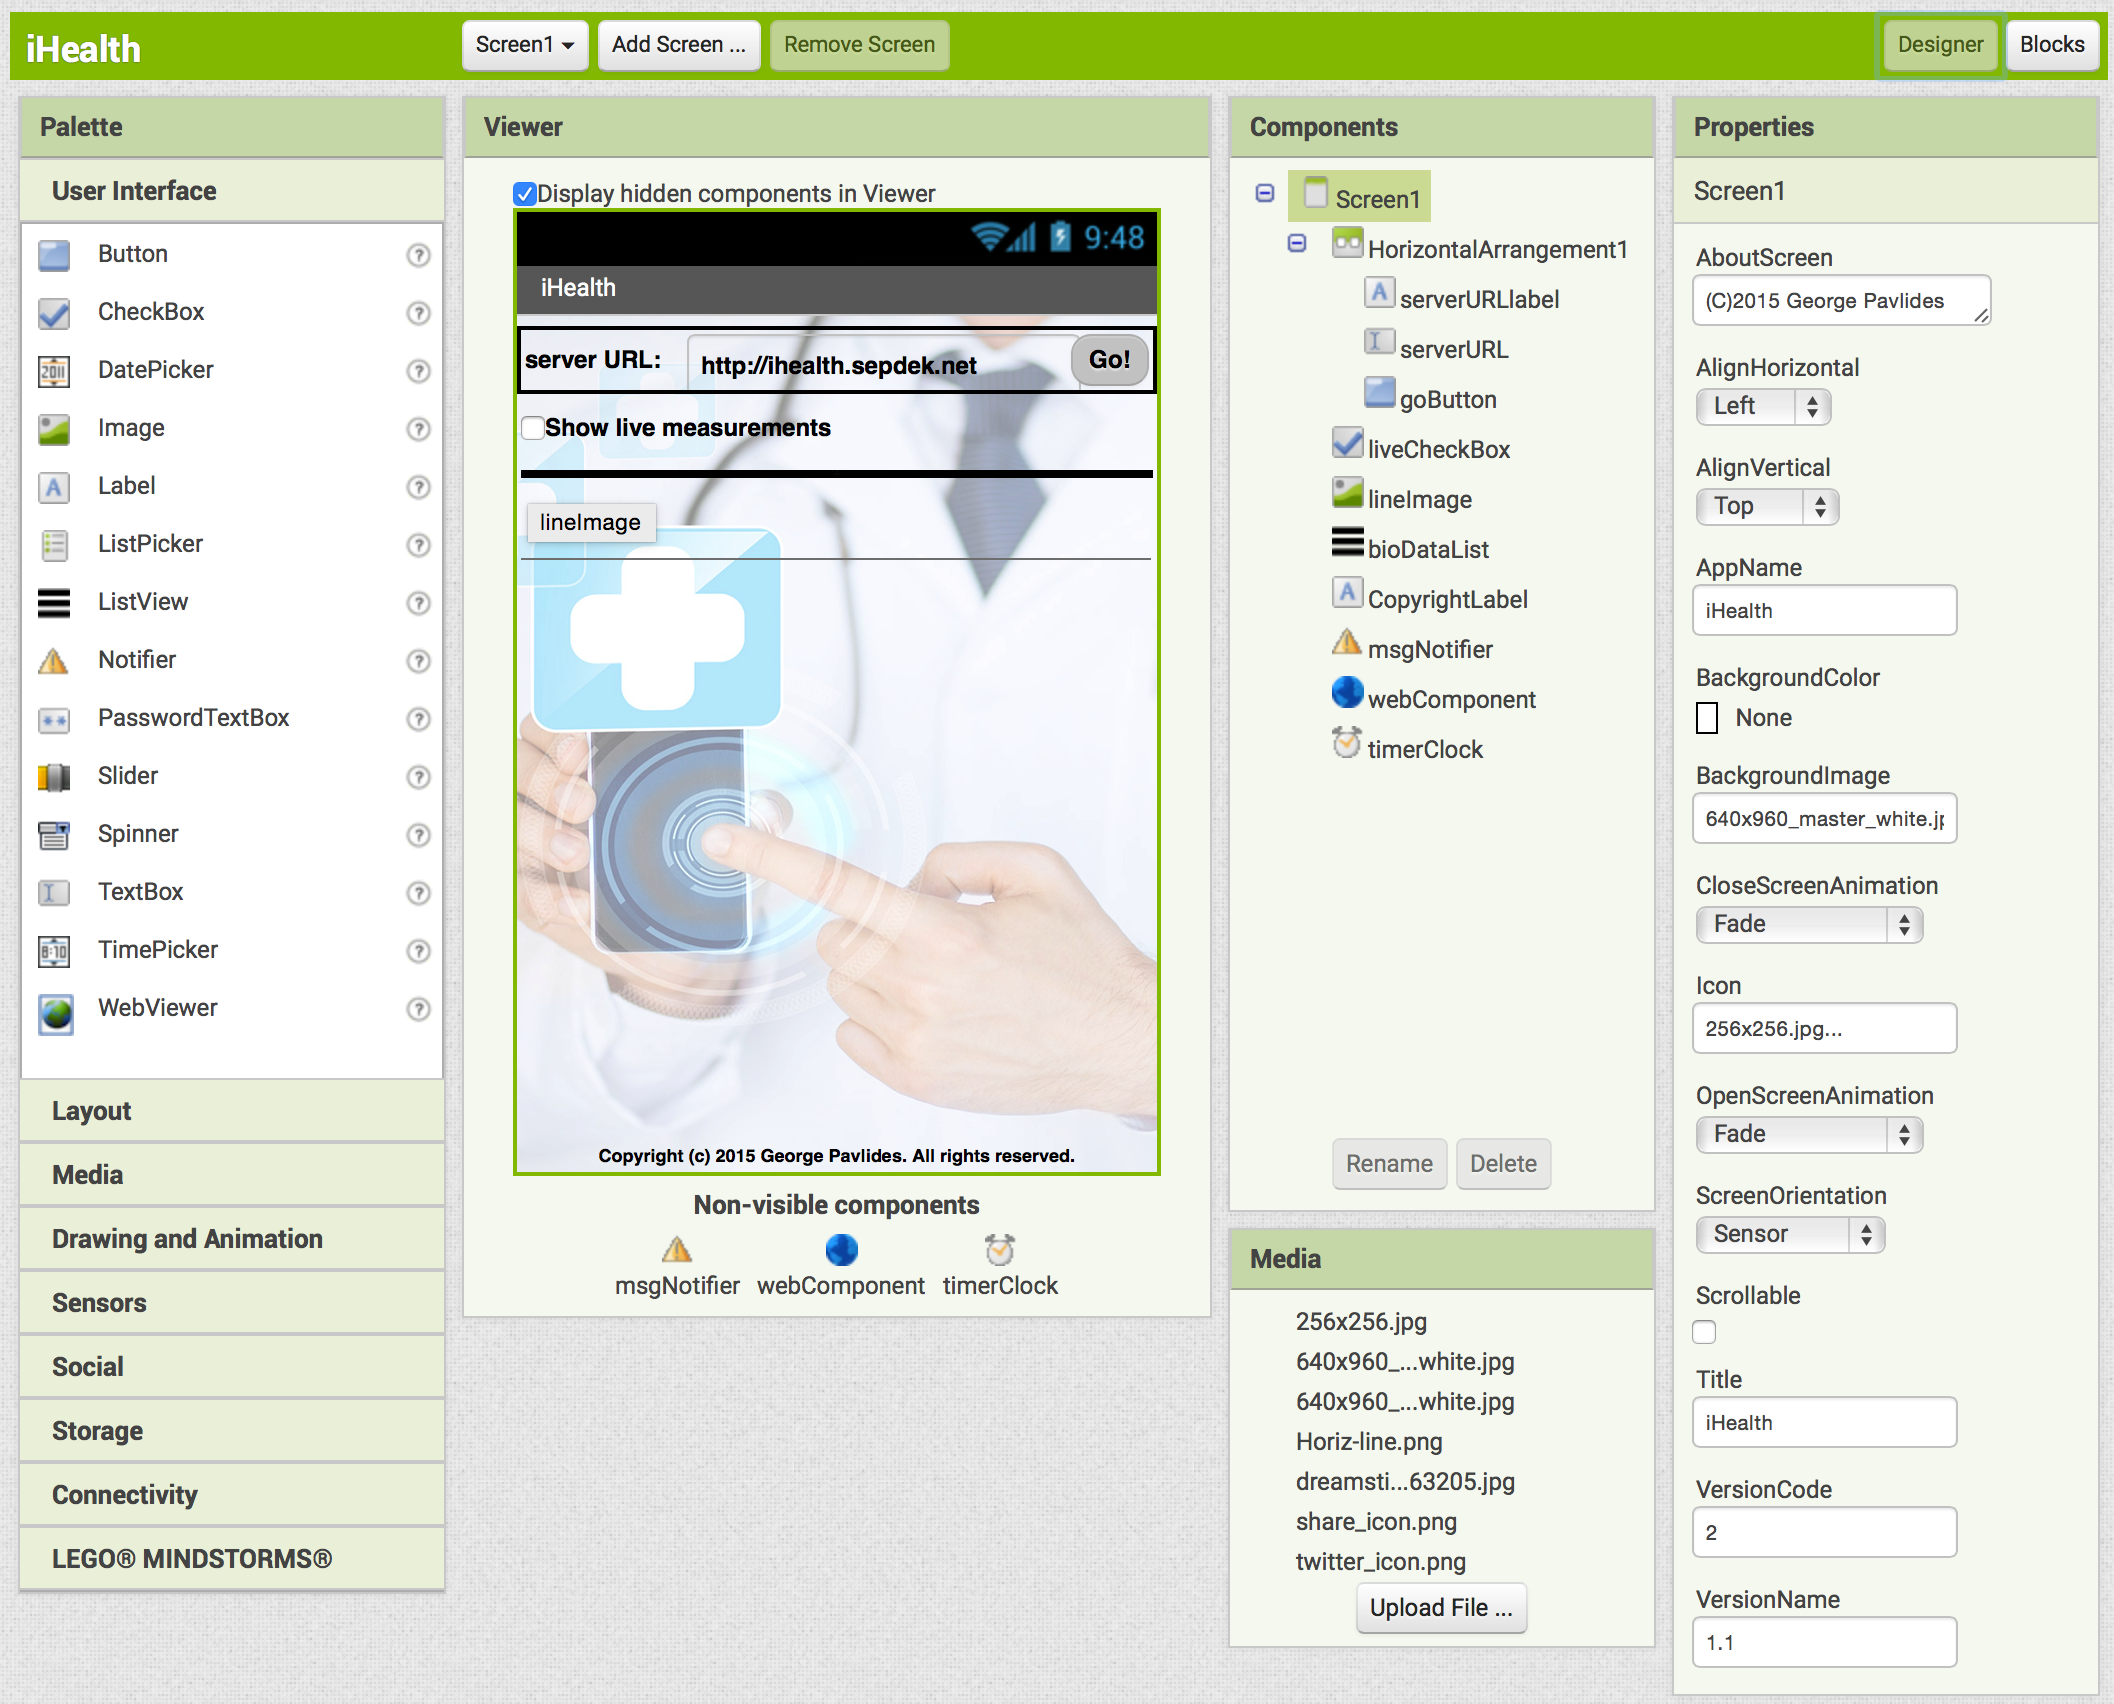 iHealth
Screen1
Add Screen ...
Remove Screen
Designer
Blocks
Palette
User Interface
Button
CheckBox
DatePicker
Image
Label
ListPicker
ListView
Notifier
PasswordTextBox
Slider
Spinner
TextBox
TimePicker
WebViewer
Layout
Media
Drawing and Animation
Sensors
Social
Storage
Connectivity
LEGO® MINDSTORMS®
Viewer
Display hidden components in Viewer
9:48
iHealth
server URL: http://ihealth.sepdek.net Go!
Show live measurements
lineImage
Copyright (c) 2015 George Pavlides. All rights reserved.
Non-visible components
msgNotifier webComponent timerClock
Components
Screen1
HorizontalArrangement1
serverURLlabel
serverURL
goButton
liveCheckBox
lineImage
bioDataList
CopyrightLabel
msgNotifier
webComponent
timerClock
Rename Delete
Media
256x256.jpg
640x960_...white.jpg
640x960_...white.jpg
Horiz-line.png
dreamsti...63205.jpg
share_icon.png
twitter_icon.png
Upload File ...
Properties
Screen1
AboutScreen
(C)2015 George Pavlides
AlignHorizontal
Left
AlignVertical
Top
AppName
iHealth
BackgroundColor
None
BackgroundImage
640x960_master_white.jp
CloseScreenAnimation
Fade
Icon
256x256.jpg...
OpenScreenAnimation
Fade
ScreenOrientation
Sensor
Scrollable
Title
iHealth
VersionCode
2
VersionName
1.1